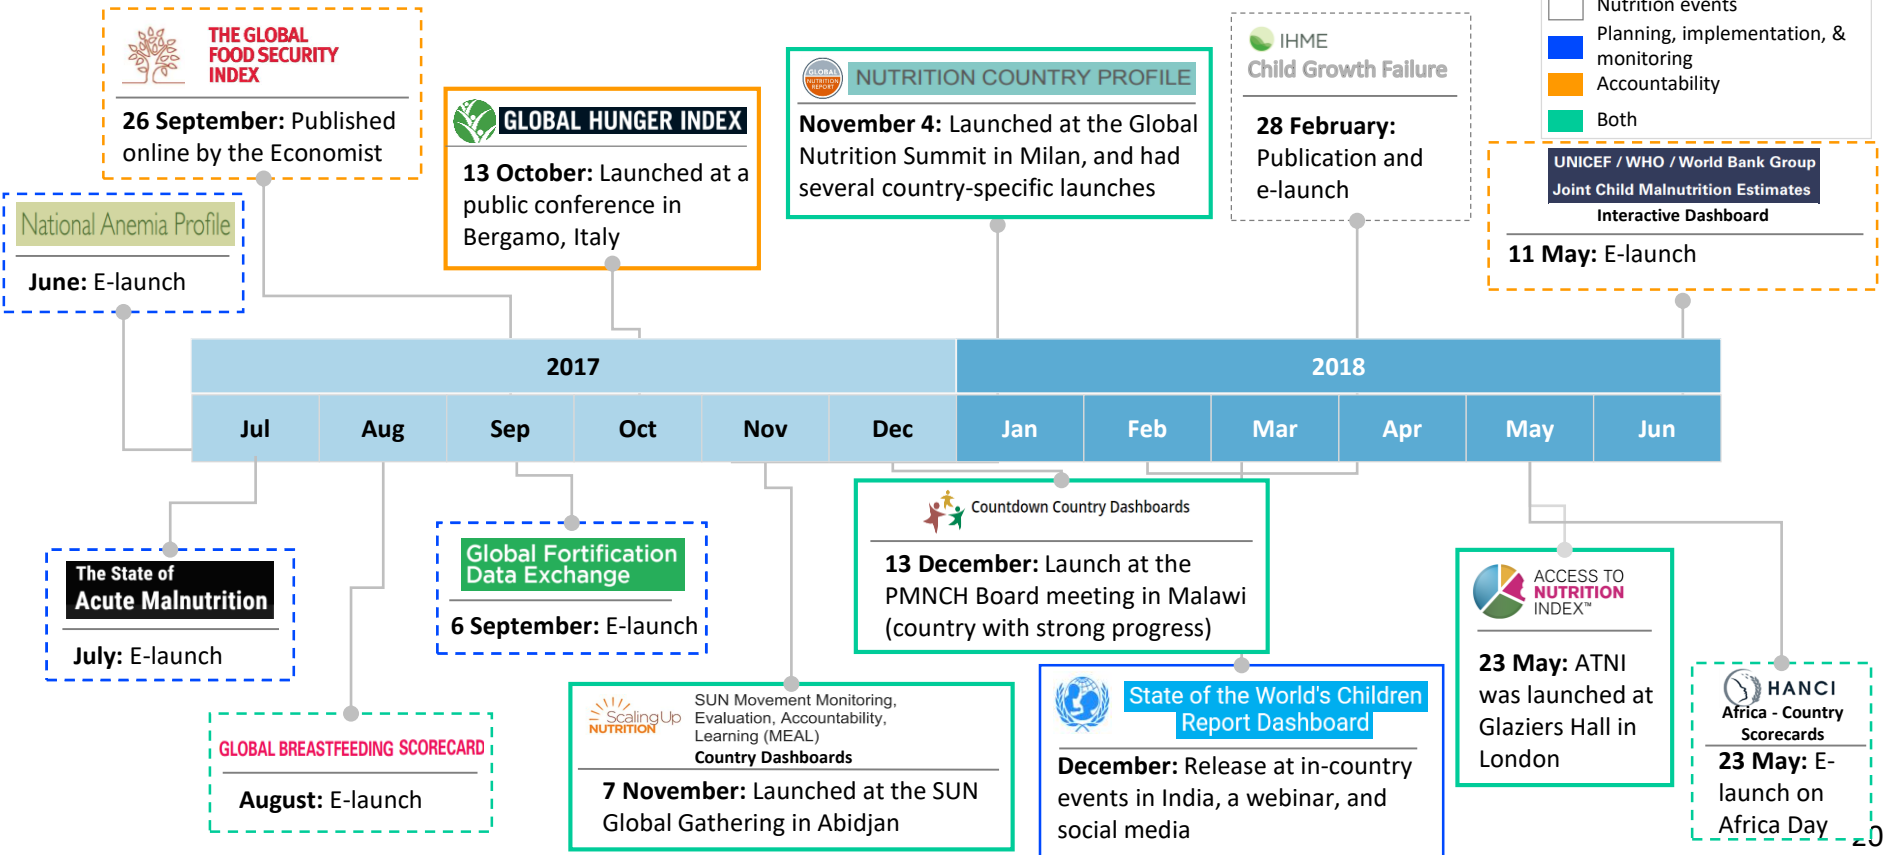 Nutrition events
Planning, implementation, &
monitoring
Accountability
Both
THE GLOBAL
FOOD SECURITY
INDEX
26 September: Published
online by the Economist
National Anemia Profile
June: E-launch
GLOBAL HUNGER INDEX
13 October: Launched at a
public conference in
Bergamo, Italy
GLOBAL
NUTRITION
REPORT
NUTRITION COUNTRY PROFILE
November 4: Launched at the Global
Nutrition Summit in Milan, and had
several country-specific launches
IHME
Child Growth Failure
28 February:
Publication and
e-launch
UNICEF / WHO / World Bank Group
Joint Child Malnutrition Estimates
Interactive Dashboard
11 May: E-launch
2017
2018
Jul
Aug
Sep
Oct
Nov
Dec
Jan
Feb
Mar
Apr
May
Jun
The State of
Acute Malnutrition
July: E-launch
GLOBAL BREASTFEEDING SCORECARD
August: E-launch
Global Fortification
Data Exchange
6 September: E-launch
Scaling Up
NUTRITION
SUN Movement Monitoring,
Evaluation, Accountability,
Learning (MEAL)
Country Dashboards
7 November: Launched at the SUN
Global Gathering in Abidjan
Countdown Country Dashboards
13 December: Launch at the
PMNCH Board meeting in Malawi
(country with strong progress)
State of the World's Children
Report Dashboard
December: Release at in-country
events in India, a webinar, and
social media
ACCESS TO
NUTRITION
INDEX™
23 May: ATNI
was launched at
Glaziers Hall in
London
HANCI
Africa - Country
Scorecards
23 May: E-
launch on
Africa Day
20